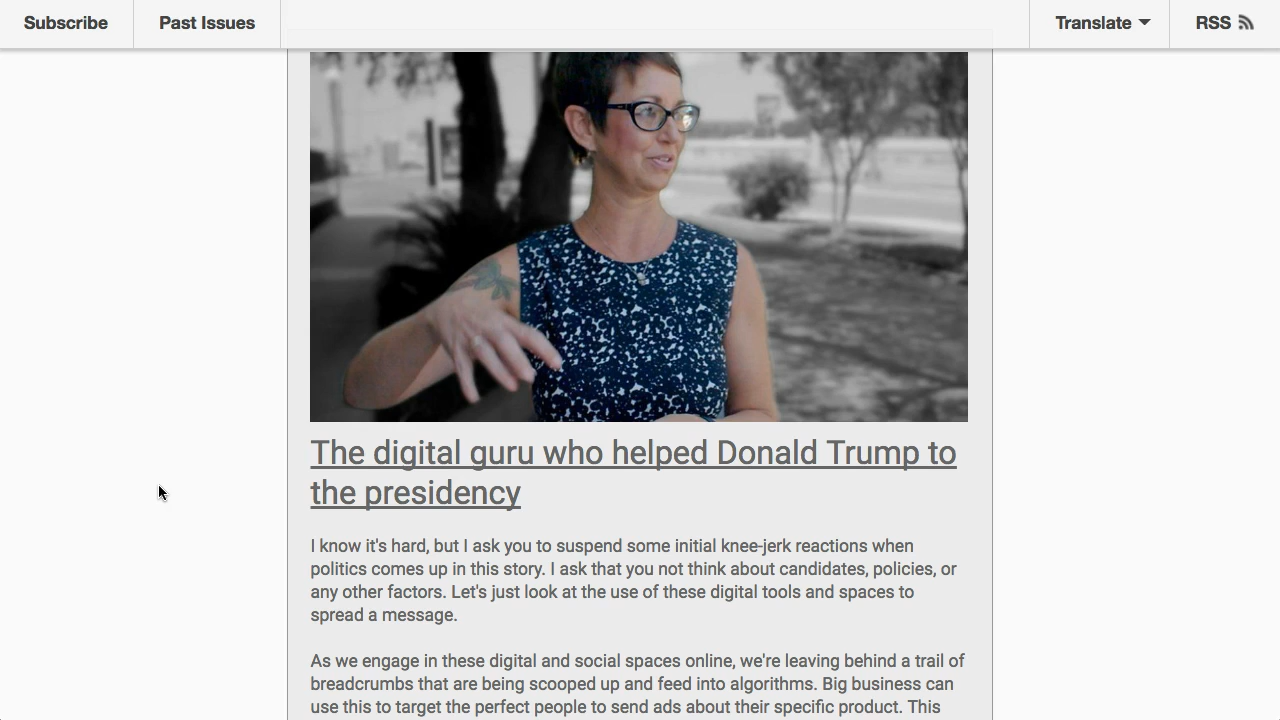 Subscribe
Past Issues
Translate
RSS
The digital guru who helped Donald Trump to
the presidency
I know it's hard, but I ask you to suspend some initial knee-jerk reactions when
politics comes up in this story. I ask that you not think about candidates, policies, or
any other factors. Let's just look at the use of these digital tools and spaces to
spread a message.
As we engage in these digital and social spaces online, we're leaving behind a trail of
breadcrumbs that are being scooped up and feed into algorithms. Big business can
use this to target the perfect people to send ads about their specific product. This